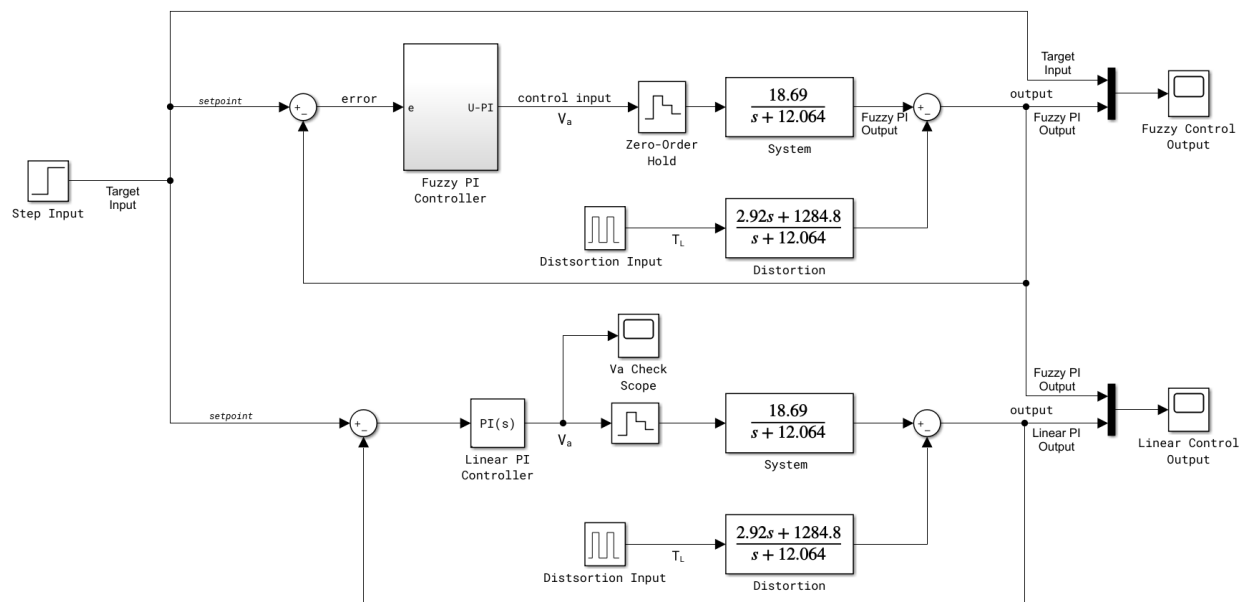 Target
Input
setpoint
+
−
error
e
U-PI
Fuzzy PI
Controller
control input
Va
Zero-Order
Hold
18.69
s + 12.064
System
Fuzzy PI
Output
+
−
output
Fuzzy PI
Output
Fuzzy Control
Output
Step Input
Target
Input
Distsortion Input
TL
2.92s + 1284.8
s + 12.064
Distortion
Va Check
Scope
setpoint
+
−
PI(s)
Linear PI
Controller
Va
18.69
s + 12.064
System
+
−
Fuzzy PI
Output
output
Linear PI
Output
Linear Control
Output
Distsortion Input
TL
2.92s + 1284.8
s + 12.064
Distortion